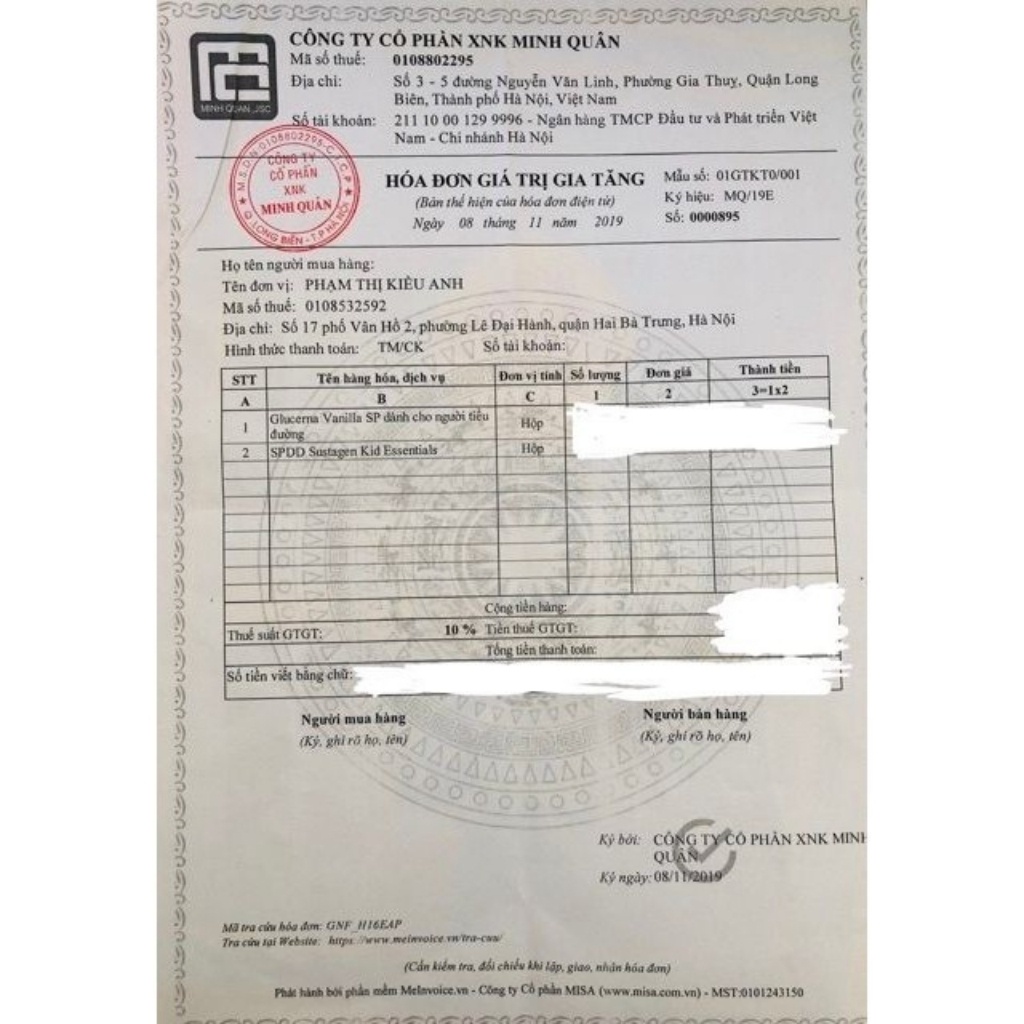 CÔNG TY CỔ PHẦN XNK MINH QUÂN
MINH QUAN .,JSC
Mã số thuế: 0108802295
Địa chỉ: Số 3 - 5 đường Nguyễn Văn Linh, Phường Gia Thuỵ, Quận Long
Biên, Thành phố Hà Nội, Việt Nam
Số tài khoản: 211 10 00 129 9996 - Ngân hàng TMCP Đầu tư và Phát triển Việt
Nam - Chi nhánh Hà Nội
M.S.D.N:0108802295-C.T.C.P
CÔNG TY
CỔ PHẦN
XNK
MINH QUÂN
Q.LONG BIÊN - T.P HÀ NỘI
HÓA ĐƠN GIÁ TRỊ GIA TĂNG
(Bản thể hiện của hóa đơn điện tử)
Ngày 08 tháng 11 năm 2019
Mẫu số: 01GTKT0/001
Ký hiệu: MQ/19E
Số: 0000895
Họ tên người mua hàng:
Tên đơn vị: PHẠM THỊ KIỀU ANH
Mã số thuế: 0108532592
Địa chỉ: Số 17 phố Vân Hồ 2, phường Lê Đại Hành, quận Hai Bà Trưng, Hà Nội
Hình thức thanh toán: TM/CK Số tài khoản:
STT Tên hàng hóa, dịch vụ Đơn vị tính Số lượng Đơn giá Thành tiền
A B C 1 2 3=1x2
1 Glucerna Vanilla SP dành cho người tiểu
đường Hộp
2 SPDD Sustagen Kid Essentials Hộp
Cộng tiền hàng:
Thuế suất GTGT: 10 % Tiền thuế GTGT:
Tổng tiền thanh toán:
Số tiền viết bằng chữ:
Người mua hàng Người bán hàng
(Ký, ghi rõ họ, tên) (Ký, ghi rõ họ, tên)
Ký bởi: CÔNG TY CỔ PHẦN XNK MINH
QUÂN
Ký ngày: 08/11/2019
Mã tra cứu hóa đơn: GNF_H16EAP
Tra cứu tại Website: https://www.meinvoice.vn/tra-cuu/
(Cần kiểm tra, đối chiếu khi lập, giao, nhận hóa đơn)
Phát hành bởi phần mềm MeInvoice.vn - Công ty Cổ phần MISA (www.misa.com.vn) - MST:0101243150